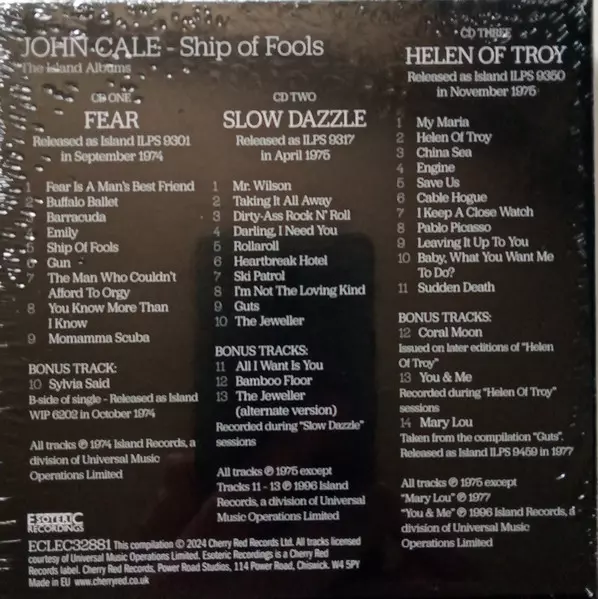 JOHN CALE - Ship of Fools
The Island Albums
CD ONE
FEAR
Released as Island ILPS 9301
in September 1974
1 Fear Is A Man's Best Friend
2 Buffalo Ballet
3 Barracuda
4 Emily
5 Ship Of Fools
6 Gun
7 The Man Who Couldn't
Afford To Orgy
8 You Know More Than
I Know
9 Momamma Scuba
BONUS TRACK:
10 Sylvia Said
B-side of single - Released as Island
WIP 6202 in October 1974
All tracks ℗ 1974 Island Records, a
division of Universal Music
Operations Limited
CD TWO
SLOW DAZZLE
Released as Island ILPS 9317
in April 1975
1 Mr. Wilson
2 Taking It All Away
3 Dirty-Ass Rock N' Roll
4 Darling, I Need You
5 Rollaroll
6 Heartbreak Hotel
7 Ski Patrol
8 I'm Not The Loving Kind
9 Guts
10 The Jeweller
BONUS TRACKS:
11 All I Want Is You
12 Bamboo Floor
13 The Jeweller
(alternate version)
Recorded during "Slow Dazzle"
sessions
All tracks ℗ 1975 except
Tracks 11 - 13 ℗ 1996 Island
Records, a division of Universal
Music Operations Limited
CD THREE
HELEN OF TROY
Released as Island ILPS 9350
in November 1975
1 My Maria
2 Helen Of Troy
3 China Sea
4 Engine
5 Save Us
6 Cable Hogue
7 I Keep A Close Watch
8 Pablo Picasso
9 Leaving It Up To You
10 Baby, What You Want Me
To Do?
11 Sudden Death
BONUS TRACKS:
12 Coral Moon
Issued on later editions of "Helen
Of Troy"
13 You & Me
Recorded during "Helen Of Troy"
sessions
14 Mary Lou
Taken from the compilation "Guts".
Released as Island ILPS 9459 in 1977
All tracks ℗ 1975 except
"Mary Lou" ℗ 1977
"You & Me" ℗ 1996 Island Records, a
division of Universal Music
Operations Limited
ESOTERIC
RECORDINGS
ECLEC32881 This compilation © 2024 Cherry Red Records Ltd. All tracks licensed
courtesy of Universal Music Operations Limited. Esoteric Recordings is a Cherry Red
Records label. Cherry Red Records, Power Road Studios, 114 Power Road, Chiswick. W4 5PY
Made in EU www.cherryred.co.uk